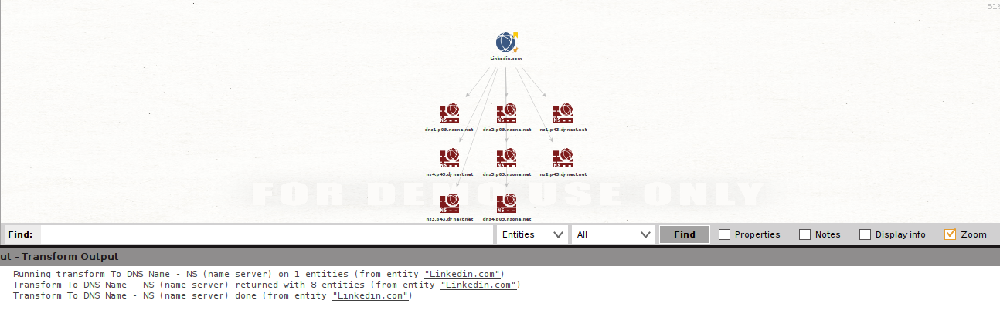 51%
Linkedin.com
dns1.p09.nsone.net dns2.p09.nsone.net ns1.p43.dynect.net
ns4.p43.dynect.net dns3.p09.nsone.net ns2.p43.dynect.net
FOR DEMO USE ONLY
ns3.p43.dynect.net dns4.p09.nsone.net
Find: Entities All Find Properties Notes Display info Zoom
ut - Transform Output
Running transform To DNS Name - NS (name server) on 1 entities (from entity "Linkedin.com")
Transform To DNS Name - NS (name server) returned with 8 entities (from entity "Linkedin.com")
Transform To DNS Name - NS (name server) done (from entity "Linkedin.com")